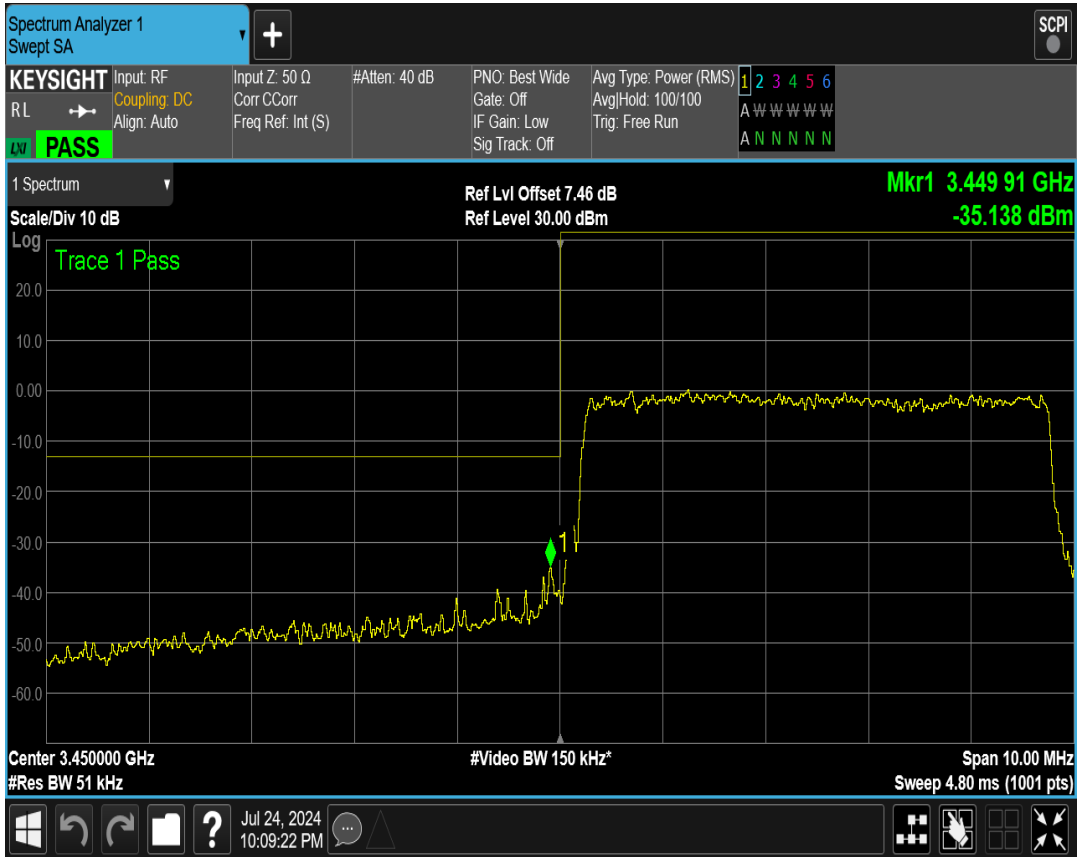 Spectrum Analyzer 1
Swept SA
+
SCPI
KEYSIGHT
RL
LXI PASS
Input: RF
Coupling: DC
Align: Auto
Input Z: 50 Ω
Corr CCorr
Freq Ref: Int (S)
#Atten: 40 dB
PNO: Best Wide
Gate: Off
IF Gain: Low
Sig Track: Off
Avg Type: Power (RMS)
Avg|Hold: 100/100
Trig: Free Run
1 2 3 4 5 6
A W W W W W
A N N N N N
1 Spectrum
Scale/Div 10 dB
Ref Lvl Offset 7.46 dB
Ref Level 30.00 dBm
Mkr1 3.449 91 GHz
-35.138 dBm
Log
Trace 1 Pass
20.0
10.0
0.00
-10.0
-20.0
-30.0
-40.0
-50.0
-60.0
1
Center 3.450000 GHz
#Res BW 51 kHz
#Video BW 150 kHz*
Span 10.00 MHz
Sweep 4.80 ms (1001 pts)
?
Jul 24, 2024
10:09:22 PM